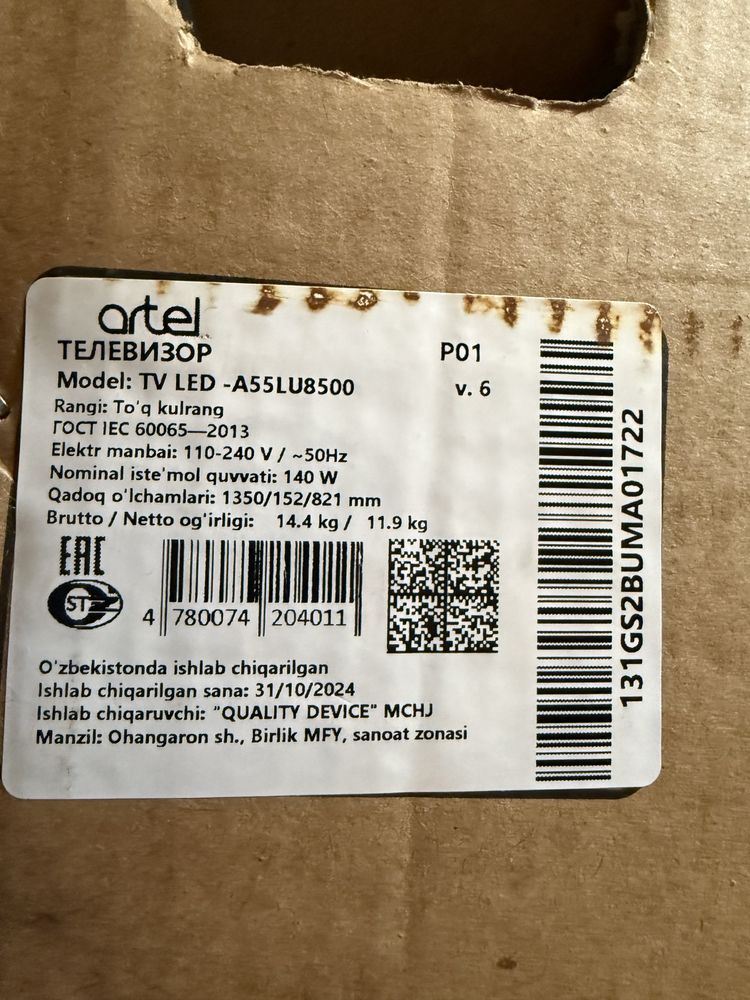 artel
ТЕЛЕВИЗОР
P01
Model: TV LED -A55LU8500
v. 6
Rangi: To'q kulrang
ГОСТ IEC 60065—2013
Elektr manbai: 110-240 V / ~50Hz
Nominal iste'mol quvvati: 140 W
Qadoq o'lchamlari: 1350/152/821 mm
Brutto / Netto og'irligi: 14.4 kg / 11.9 kg
EAC
ST
4 780074 204011
O'zbekistonda ishlab chiqarilgan
Ishlab chiqarilgan sana: 31/10/2024
Ishlab chiqaruvchi: "QUALITY DEVICE" MCHJ
Manzil: Ohangaron sh., Birlik MFY, sanoat zonasi
131GS2BUMA01722